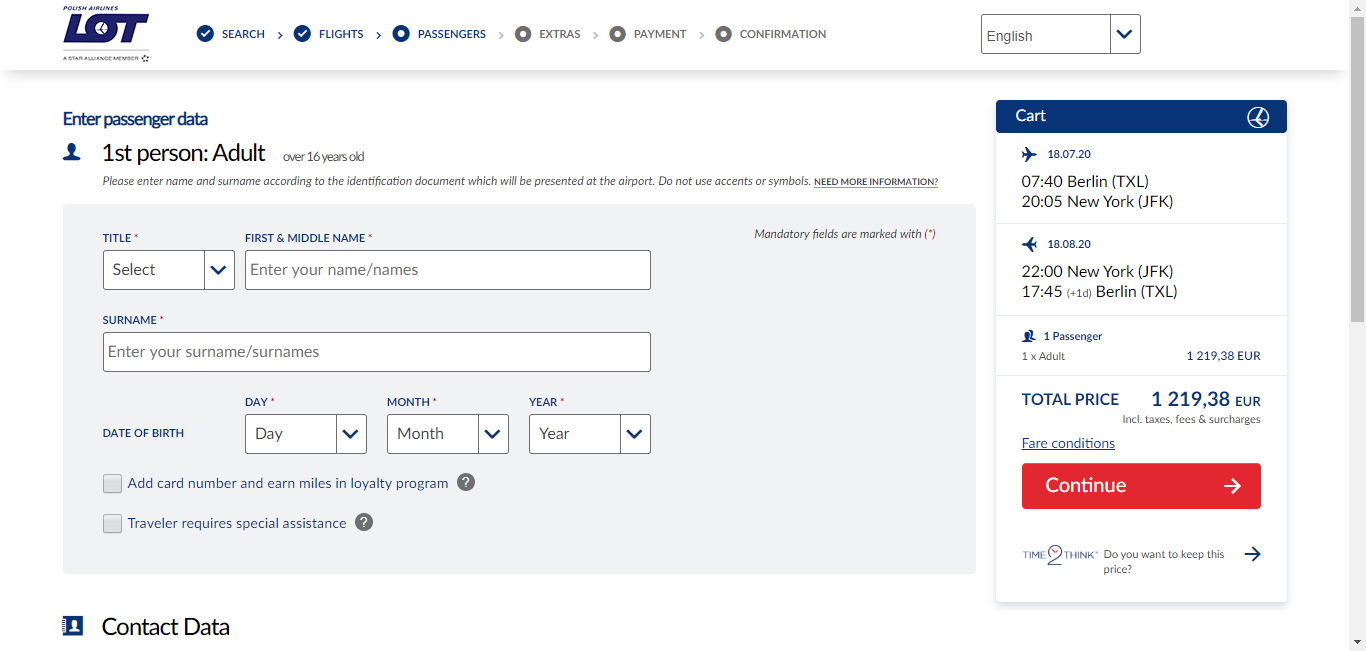 POLISH AIRLINES
LOT
A STAR ALLIANCE MEMBER
SEARCH
FLIGHTS
PASSENGERS
EXTRAS
PAYMENT
CONFIRMATION
English
Enter passenger data
1st person: Adult over 16 years old
Please enter name and surname according to the identification document which will be presented at the airport. Do not use accents or symbols. NEED MORE INFORMATION?
Mandatory fields are marked with (*)
TITLE * FIRST & MIDDLE NAME *
Select Enter your name/names
SURNAME *
Enter your surname/surnames
DAY * MONTH * YEAR *
DATE OF BIRTH Day Month Year
Add card number and earn miles in loyalty program ?
Traveler requires special assistance ?
Contact Data
Cart
18.07.20
07:40 Berlin (TXL)
20:05 New York (JFK)
18.08.20
22:00 New York (JFK)
17:45 (+1d) Berlin (TXL)
1 Passenger
1 x Adult 1 219,38 EUR
TOTAL PRICE 1 219,38 EUR
Incl. taxes, fees & surcharges
Fare conditions
Continue
TIME2THINK™ Do you want to keep this
price?